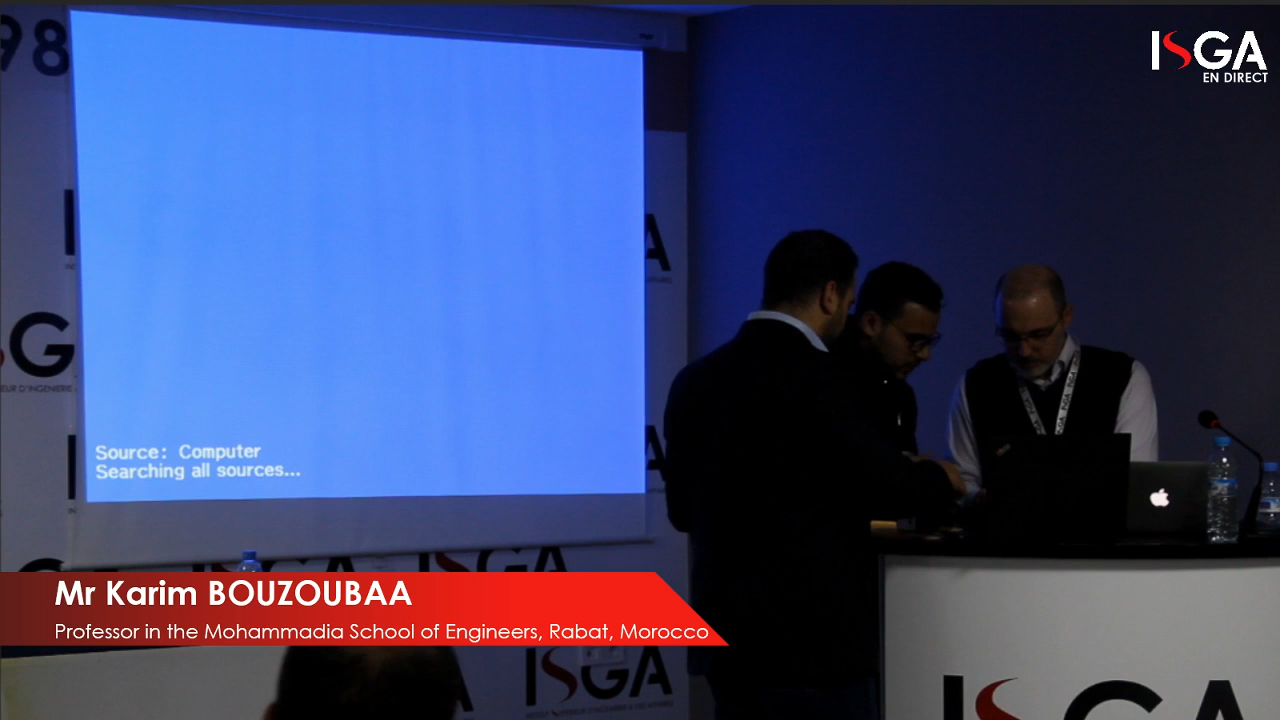 98
ISGA
EN DIRECT
Source: Computer
Searching all sources...
ISGA
Mr Karim BOUZOUBAA
Professor in the Mohammadia School of Engineers, Rabat, Morocco
ISGA